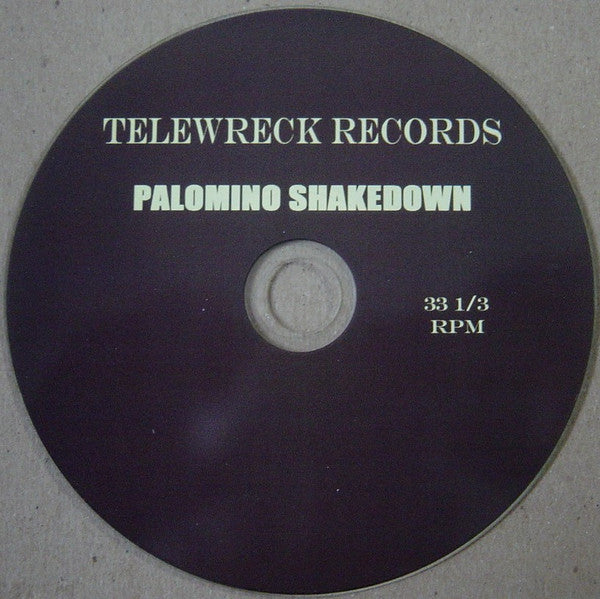 TELEWRECK RECORDS
PALOMINO SHAKEDOWN
33 1/3
RPM